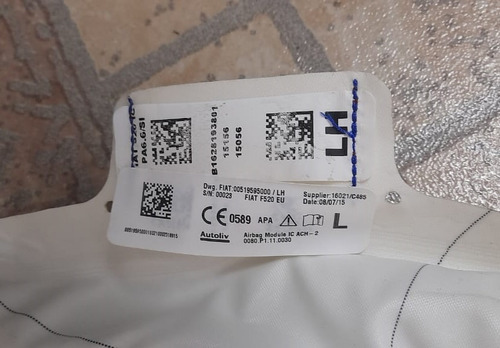 PA6.6/SI
B1628193801
15156
15056
LH
Dwg. FIAT:00519595000 / LH
S/N: 00023 FIAT F520 EU
Supplier:16021/C485
Date:08/07/15
CE 0589 APA L
Autoliv
Airbag Module IC ACH - 2
0080.P1.11.0030